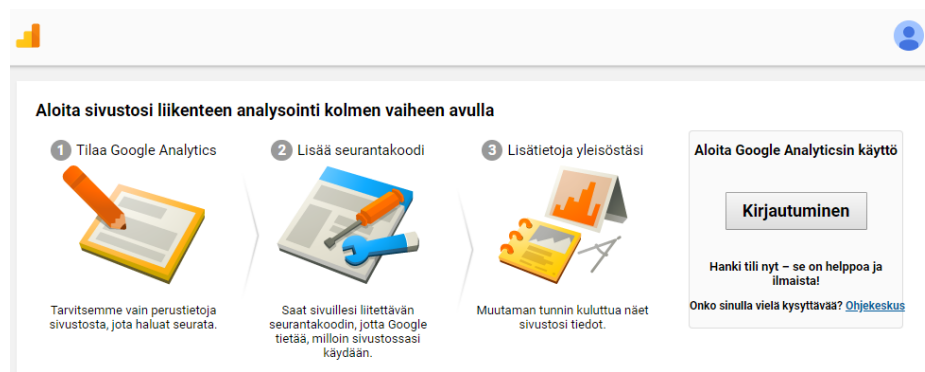 Aloita sivustosi liikenteen analysointi kolmen vaiheen avulla
1 Tilaa Google Analytics
2 Lisää seurantakoodi
3 Lisätietoja yleisöstäsi
Tarvitsemme vain perustietoja
sivustosta, jota haluat seurata.
Saat sivuillesi liitettävän
seurantakoodin, jotta Google
tietää, milloin sivustossasi
käydään.
Muutaman tunnin kuluttua näet
sivustosi tiedot.
Aloita Google Analyticsin käyttö
Kirjautuminen
Hanki tili nyt – se on helppoa ja
ilmaista!
Onko sinulla vielä kysyttävää? Ohjekeskus